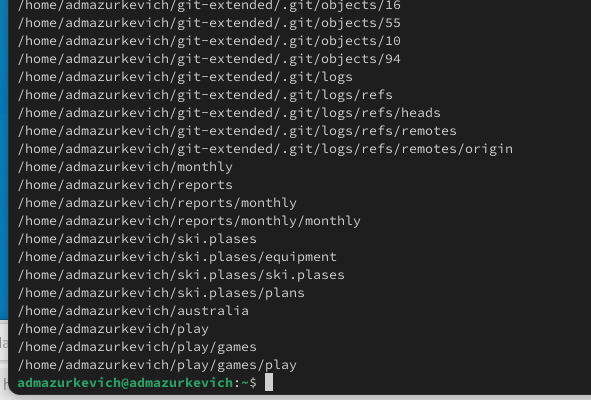 /home/admazurkevich/git-extended/.git/objects/16
/home/admazurkevich/git-extended/.git/objects/55
/home/admazurkevich/git-extended/.git/objects/10
/home/admazurkevich/git-extended/.git/objects/94
/home/admazurkevich/git-extended/.git/logs
/home/admazurkevich/git-extended/.git/logs/refs
/home/admazurkevich/git-extended/.git/logs/refs/heads
/home/admazurkevich/git-extended/.git/logs/refs/remotes
/home/admazurkevich/git-extended/.git/logs/refs/remotes/origin
/home/admazurkevich/monthly
/home/admazurkevich/reports
/home/admazurkevich/reports/monthly
/home/admazurkevich/reports/monthly/monthly
/home/admazurkevich/ski.plases
/home/admazurkevich/ski.plases/equipment
/home/admazurkevich/ski.plases/ski.plases
/home/admazurkevich/ski.plases/plans
/home/admazurkevich/australia
/home/admazurkevich/play
/home/admazurkevich/play/games
/home/admazurkevich/play/games/play
admazurkevich@admazurkevich:~$